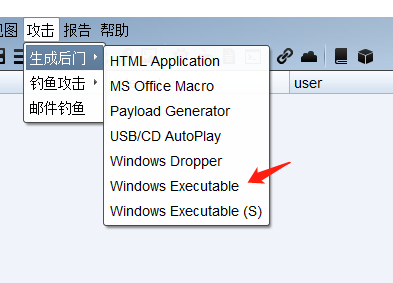 视图 攻击 报告 帮助
user
生成后门
钓鱼攻击
邮件钓鱼
HTML Application
MS Office Macro
Payload Generator
USB/CD AutoPlay
Windows Dropper
Windows Executable
Windows Executable (S)